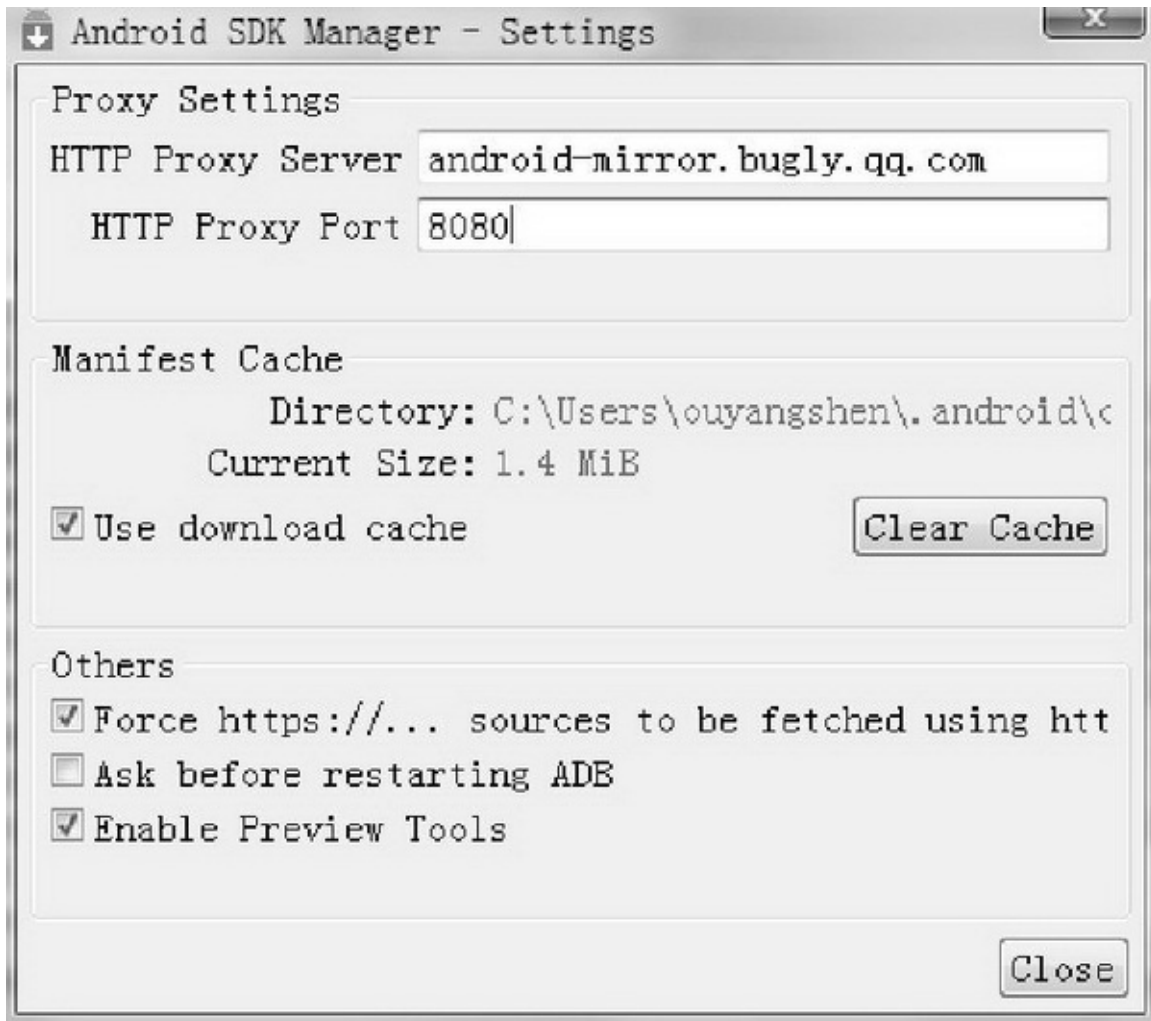 Android SDK Manager - Settings
Proxy Settings
HTTP Proxy Server android-mirror.bugly.qq.com
HTTP Proxy Port 8080
Manifest Cache
Directory: C:\Users\ouyangshen\.android\c
Current Size: 1.4 MiB
Use download cache
Clear Cache
Others
Force https://... sources to be fetched using htt
Ask before restarting ADB
Enable Preview Tools
Close